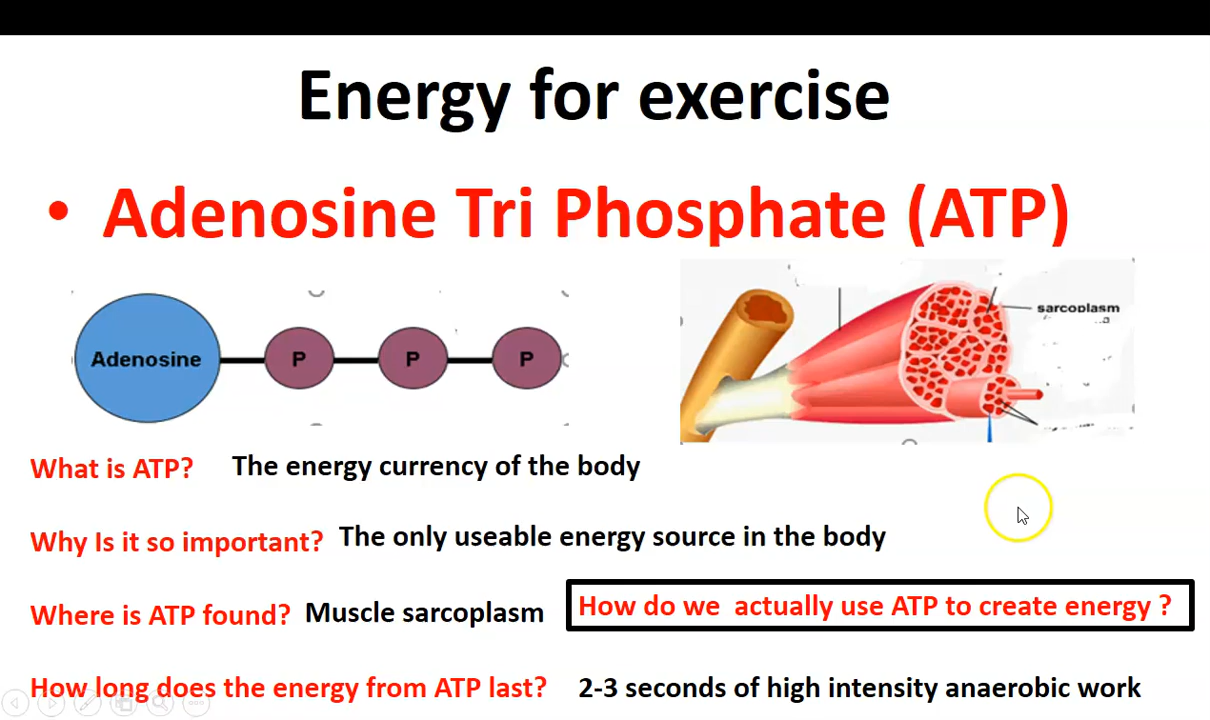 Energy for exercise
• Adenosine Tri Phosphate (ATP)
Adenosine P P P
sarcoplasm
What is ATP? The energy currency of the body
Why Is it so important? The only useable energy source in the body
Where is ATP found? Muscle sarcoplasm
How do we actually use ATP to create energy ?
How long does the energy from ATP last? 2-3 seconds of high intensity anaerobic work